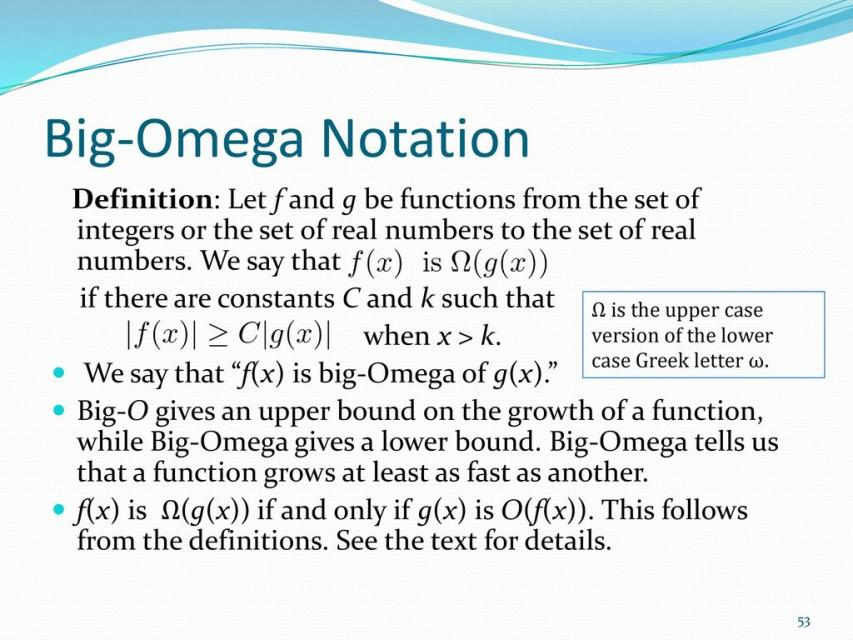 Big-Omega Notation
Definition: Let f and g be functions from the set of
integers or the set of real numbers to the set of real
numbers. We say that f(x) is Ω(g(x))
if there are constants C and k such that
|f(x)| ≥ C|g(x)| when x > k.
Ω is the upper case
version of the lower
case Greek letter ω.
• We say that “f(x) is big-Omega of g(x).”
• Big-O gives an upper bound on the growth of a function,
while Big-Omega gives a lower bound. Big-Omega tells us
that a function grows at least as fast as another.
• f(x) is Ω(g(x)) if and only if g(x) is O(f(x)). This follows
from the definitions. See the text for details.
53